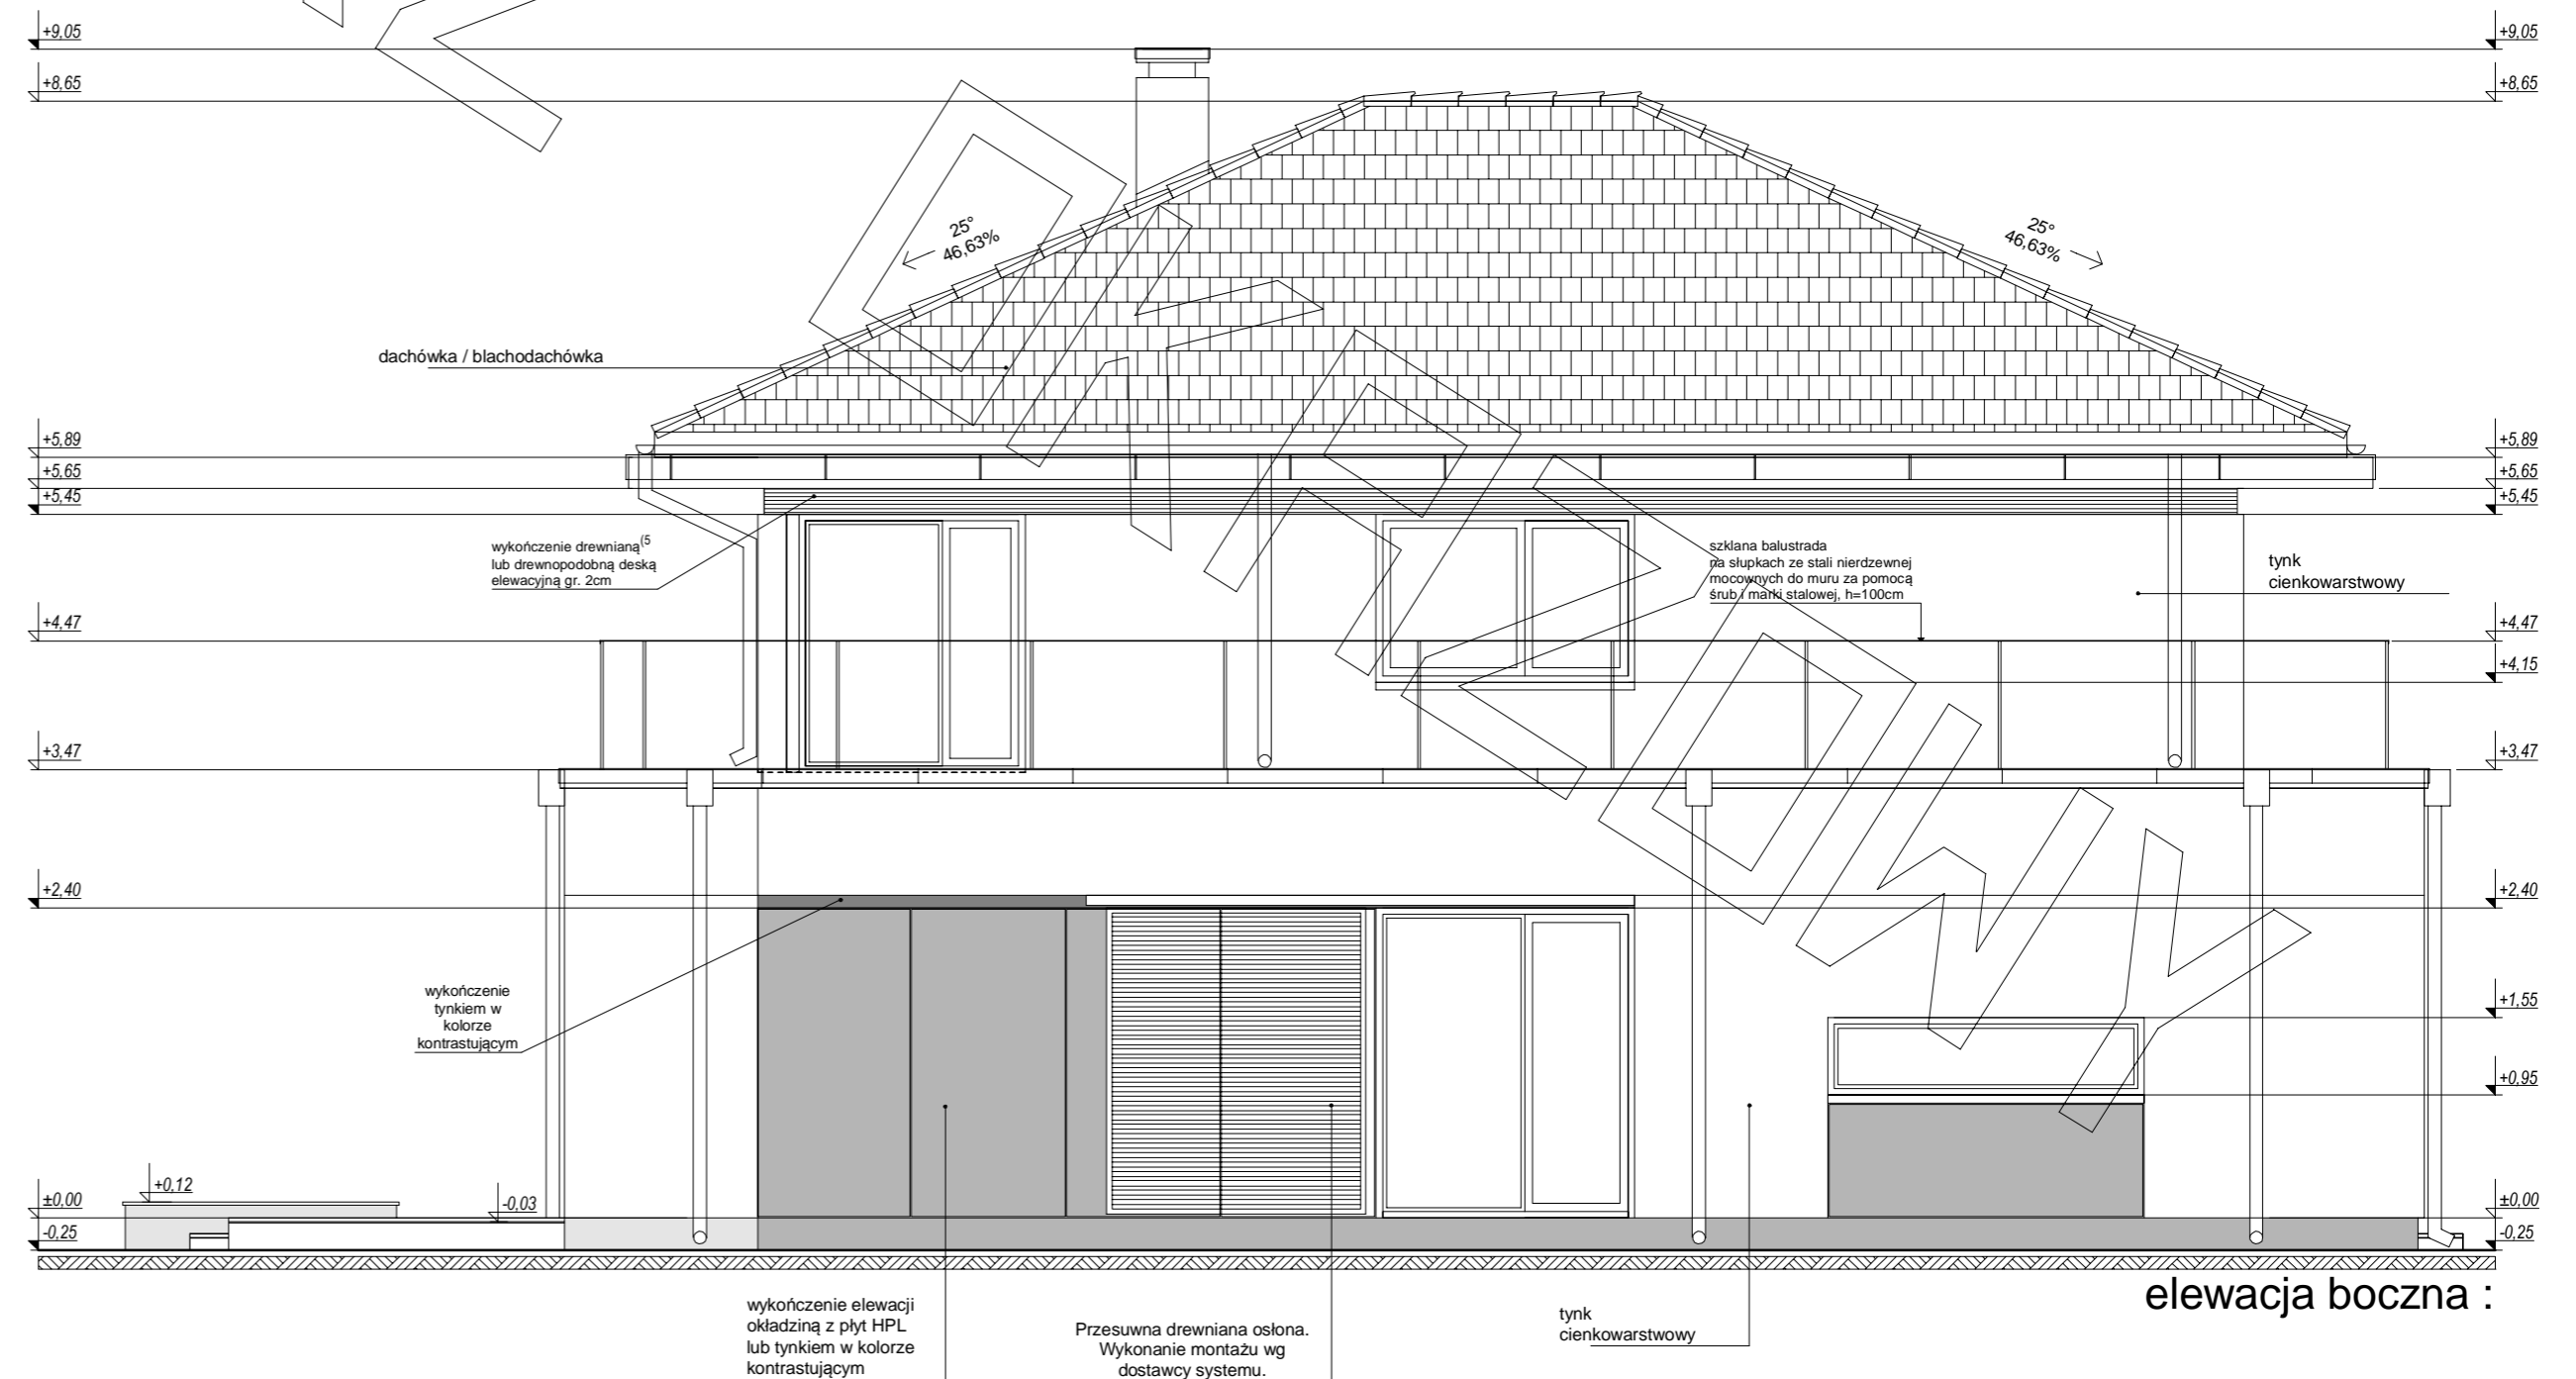 +9,05
+9,05
+8,65
+8,65
25°
46,63%
25°
46,63%
dachówka / blachodachówka
+5,89
+5,89
+5,65
+5,65
+5,45
+5,45
wykończenie drewnianą(5
lub drewnopodobną deską
elewacyjną gr. 2cm
szklana balustrada
na słupkach ze stali nierdzewnej
mocownych do muru za pomocą
śrub i marki stalowej, h=100cm
tynk
cienkowarstwowy
+4,47
+4,47
+4,15
+3,47
+3,47
+2,40
+2,40
wykończenie
tynkiem w
kolorze
kontrastującym
+1,55
+0,95
+0,12
-0,03
±0,00
±0,00
-0,25
-0,25
elewacja boczna :
wykończenie elewacji
okładziną z płyt HPL
lub tynkiem w kolorze
kontrastującym
Przesuwna drewniana osłona.
Wykonanie montażu wg
dostawcy systemu.
tynk
cienkowarstwowy